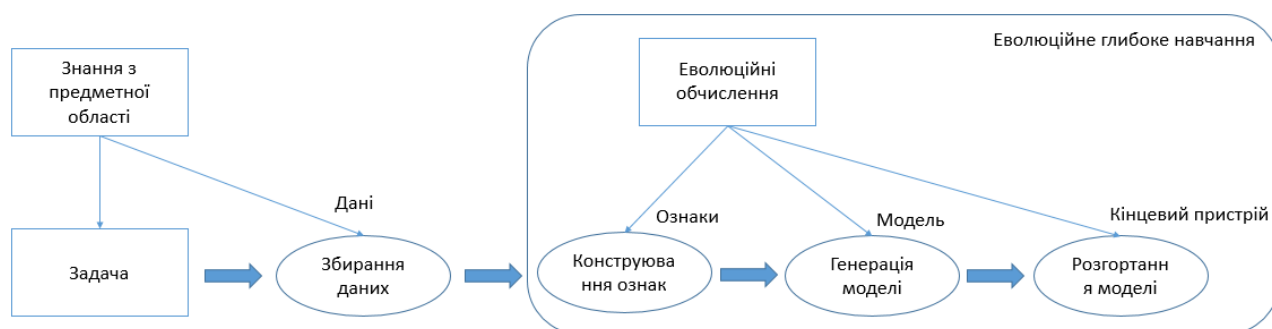 Еволюційне глибоке навчання
Знання з
предметної
області
Еволюційні
обчислення
Дані
Ознаки
Модель
Кінцевий пристрій
Задача
Збирання
даних
Конструюва
ння ознак
Генерація
моделі
Розгортанн
я моделі